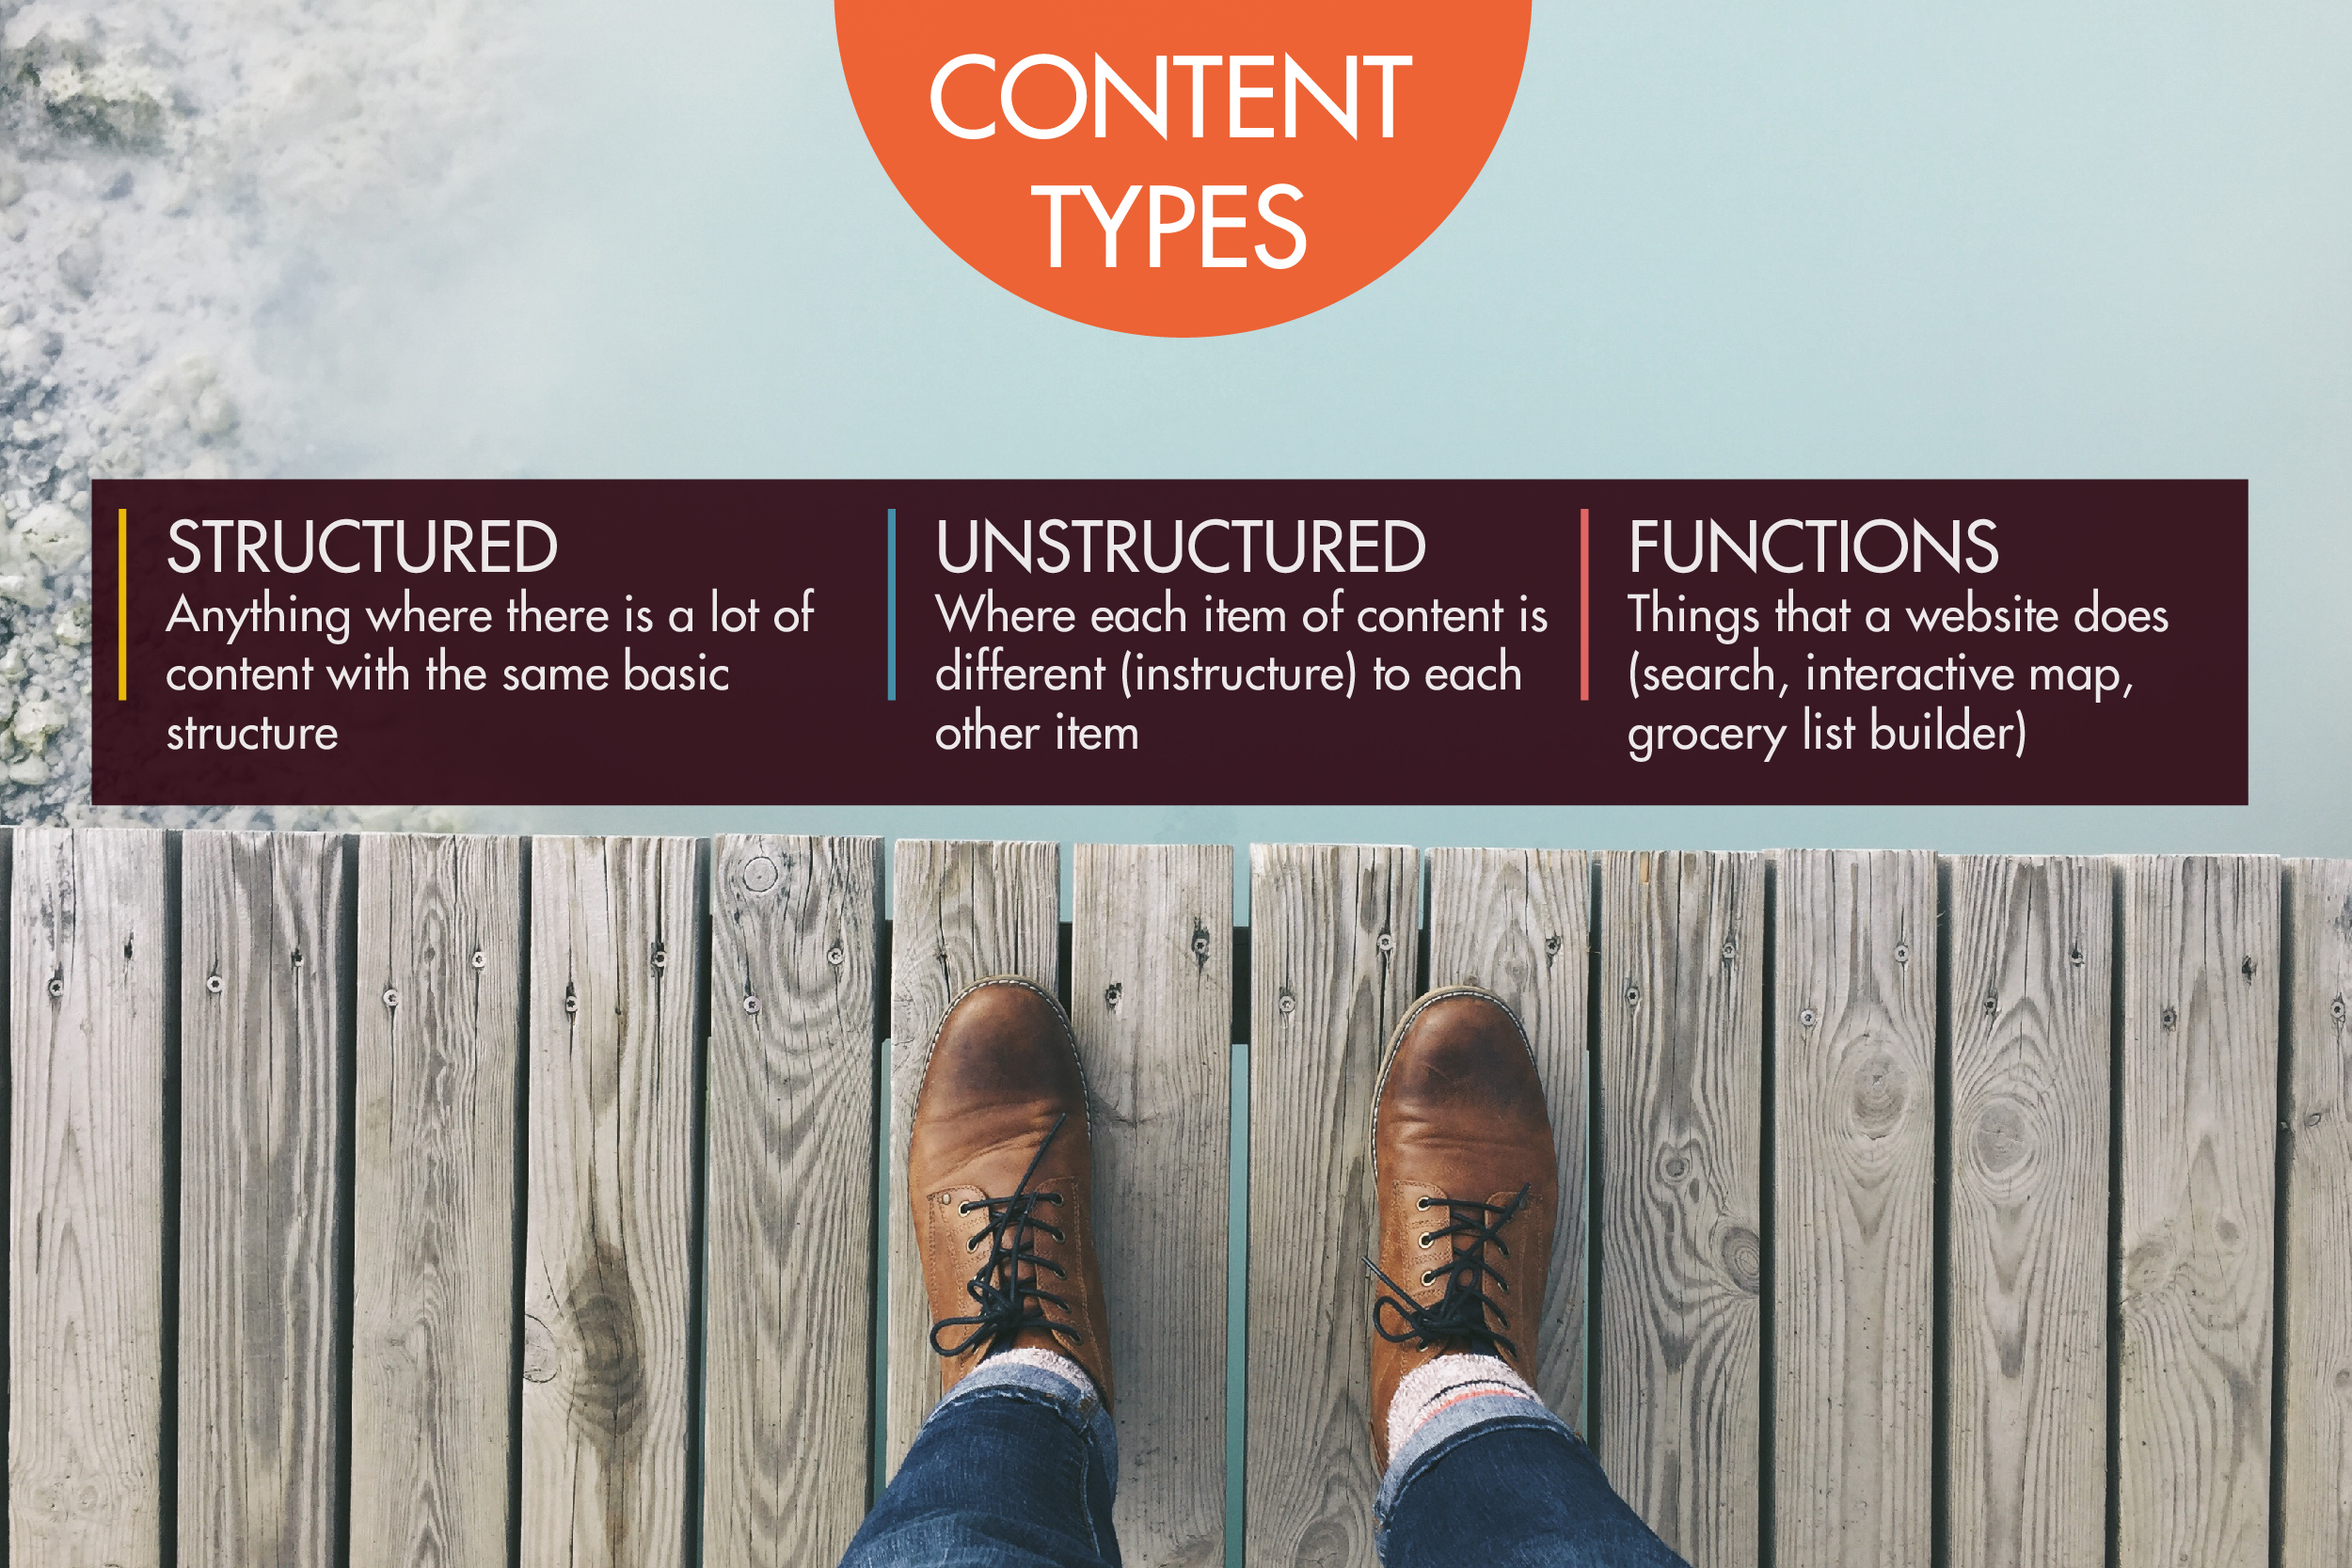 CONTENT
TYPES
STRUCTURED
Anything where there is a lot of
content with the same basic
structure
UNSTRUCTURED
Where each item of content is
different (instructure) to each
other item
FUNCTIONS
Things that a website does
(search, interactive map,
grocery list builder)